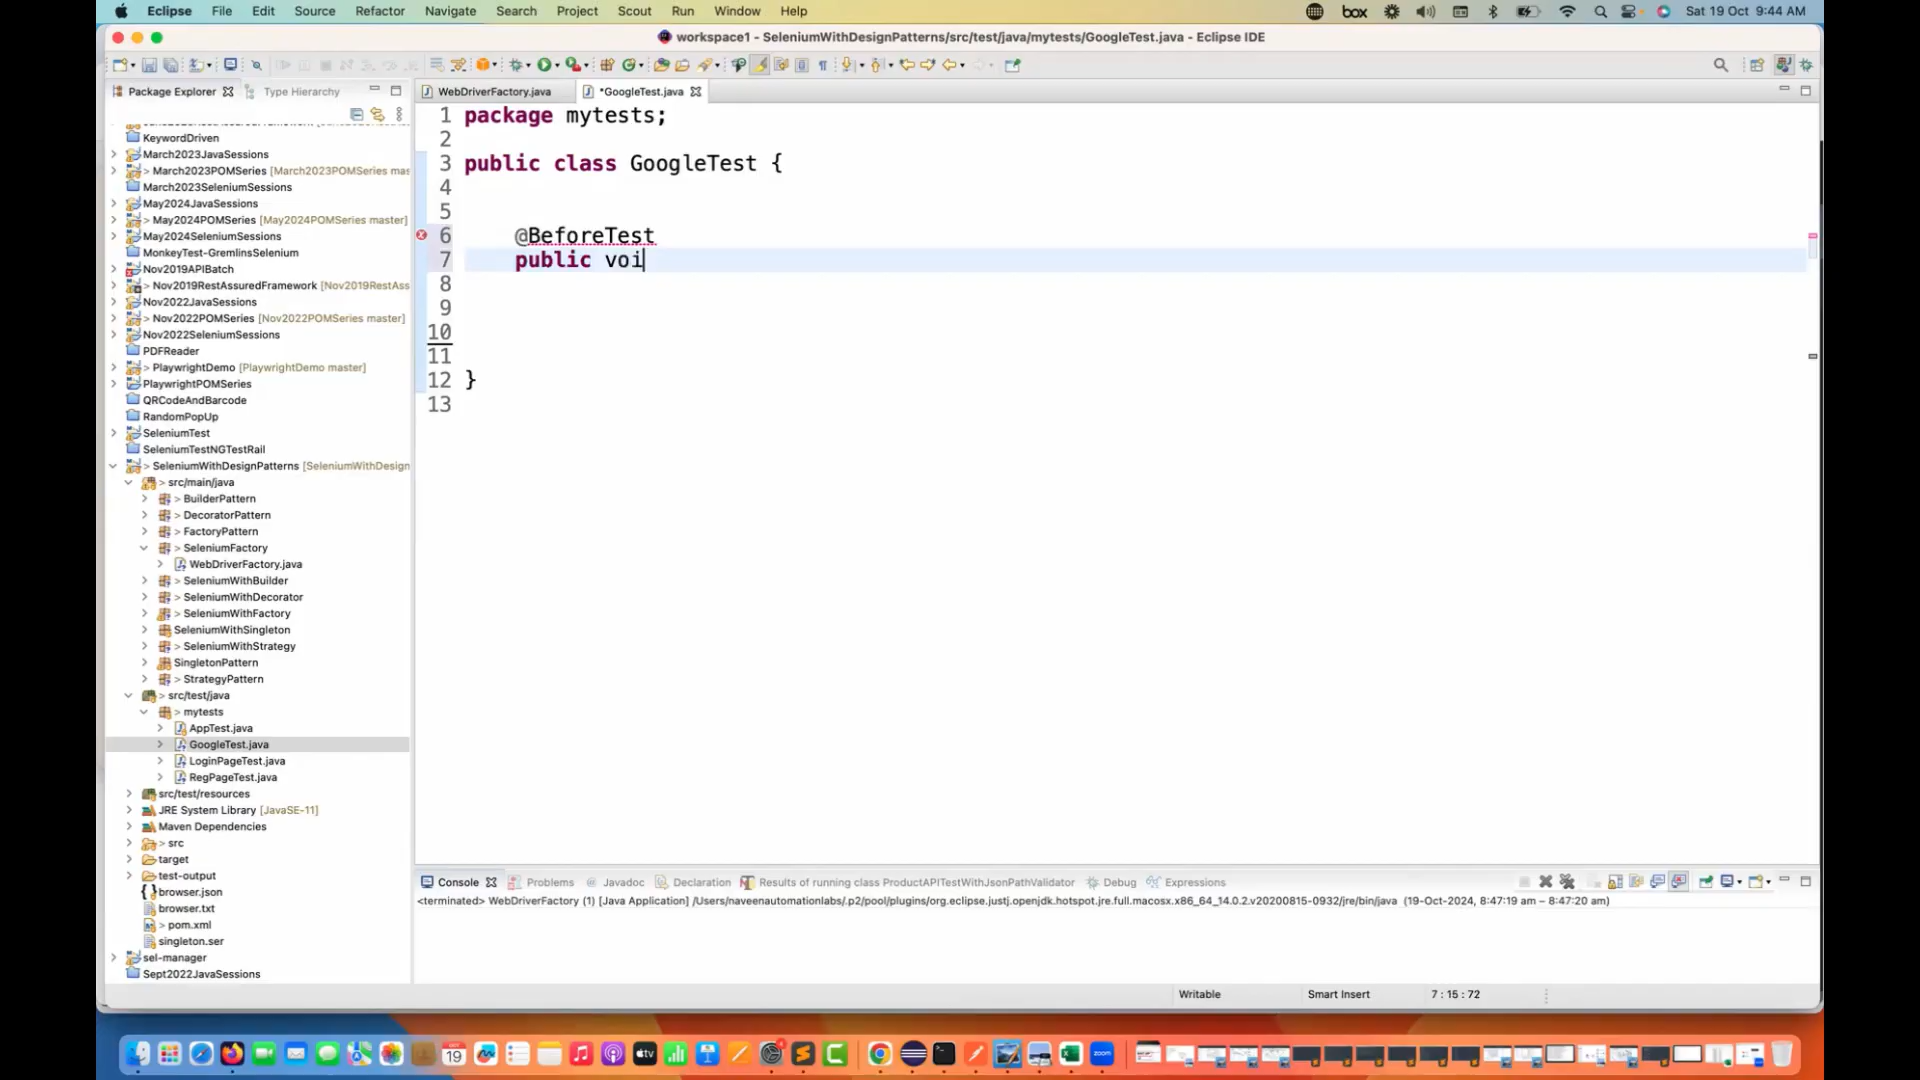 Eclipse File Edit Source Refactor Navigate Search Project Scout Run Window Help box Sat 19 Oct 9:44 AM
workspace1 - SeleniumWithDesignPatterns/src/test/java/mytests/GoogleTest.java - Eclipse IDE
Package Explorer Type Hierarchy
KeywordDriven
March2023JavaSessions
> March2023POMSeries [March2023POMSeries mas
March2023SeleniumSessions
May2024JavaSessions
> May2024POMSeries [May2024POMSeries master]
May2024SeleniumSessions
MonkeyTest-GremlinsSelenium
Nov2019APIBatch
> Nov2019RestAssuredFramework [Nov2019RestAss
Nov2022JavaSessions
> Nov2022POMSeries [Nov2022POMSeries master]
Nov2022SeleniumSessions
PDFReader
> PlaywrightDemo [PlaywrightDemo master]
PlaywrightPOMSeries
QRCodeAndBarcode
RandomPopUp
SeleniumTest
SeleniumTestNGTestRail
> SeleniumWithDesignPatterns [SeleniumWithDesign
> src/main/java
> BuilderPattern
> DecoratorPattern
> FactoryPattern
> SeleniumFactory
WebDriverFactory.java
> SeleniumWithBuilder
> SeleniumWithDecorator
> SeleniumWithFactory
SeleniumWithSingleton
> SeleniumWithStrategy
SingletonPattern
> StrategyPattern
> src/test/java
> mytests
AppTest.java
GoogleTest.java
LoginPageTest.java
RegPageTest.java
src/test/resources
JRE System Library [JavaSE-11]
Maven Dependencies
> src
target
test-output
browser.json
browser.txt
> pom.xml
singleton.ser
sel-manager
Sept2022JavaSessions
WebDriverFactory.java *GoogleTest.java
1 package mytests;
2
3 public class GoogleTest {
4
5
6 @BeforeTest
7 public voi
8
9
10
11
12 }
13
Console Problems Javadoc Declaration Results of running class ProductAPITestWithJsonPathValidator Debug Expressions
<terminated> WebDriverFactory (1) [Java Application] /Users/naveenautomationlabs/.p2/pool/plugins/org.eclipse.justj.openjdk.hotspot.jre.full.macosx.x86_64_14.0.2.v20200815-0932/jre/bin/java (19-Oct-2024, 8:47:19 am – 8:47:20 am)
Writable Smart Insert 7 : 15 : 72